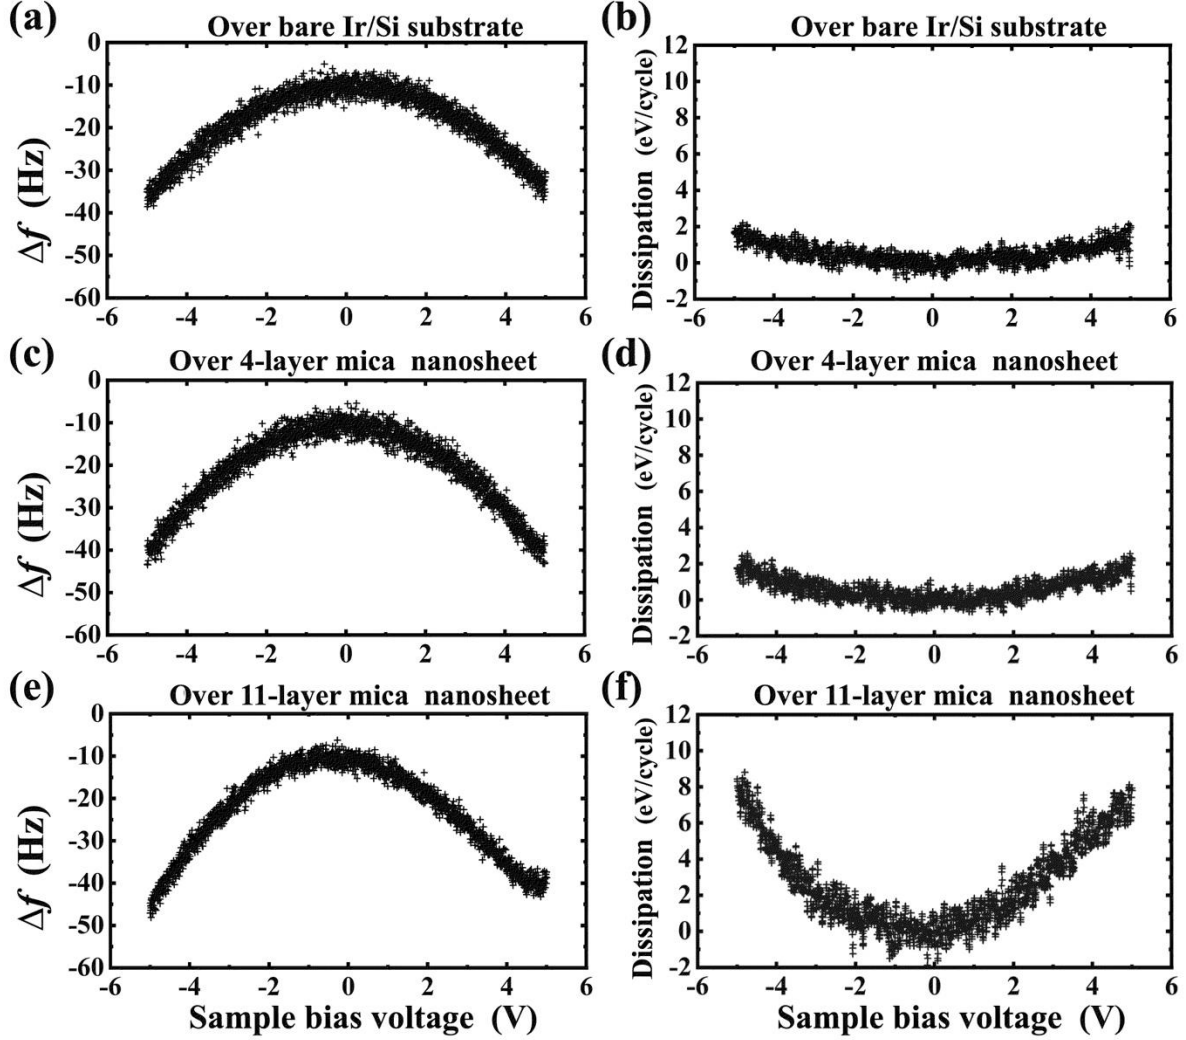 (a)
Over bare Ir/Si substrate
0
-10
-20
-30
-40
-50
-60
Δf (Hz)
-6 -4 -2 0 2 4 6
(b)
Over bare Ir/Si substrate
12
10
8
6
4
2
0
-2
Dissipation (eV/cycle)
-6 -4 -2 0 2 4 6
(c)
Over 4-layer mica nanosheet
0
-10
-20
-30
-40
-50
-60
Δf (Hz)
-6 -4 -2 0 2 4 6
(d)
Over 4-layer mica nanosheet
12
10
8
6
4
2
0
-2
Dissipation (eV/cycle)
-6 -4 -2 0 2 4 6
(e)
Over 11-layer mica nanosheet
0
-10
-20
-30
-40
-50
-60
Δf (Hz)
-6 -4 -2 0 2 4 6
Sample bias voltage (V)
(f)
Over 11-layer mica nanosheet
12
10
8
6
4
2
0
-2
Dissipation (eV/cycle)
-6 -4 -2 0 2 4 6
Sample bias voltage (V)